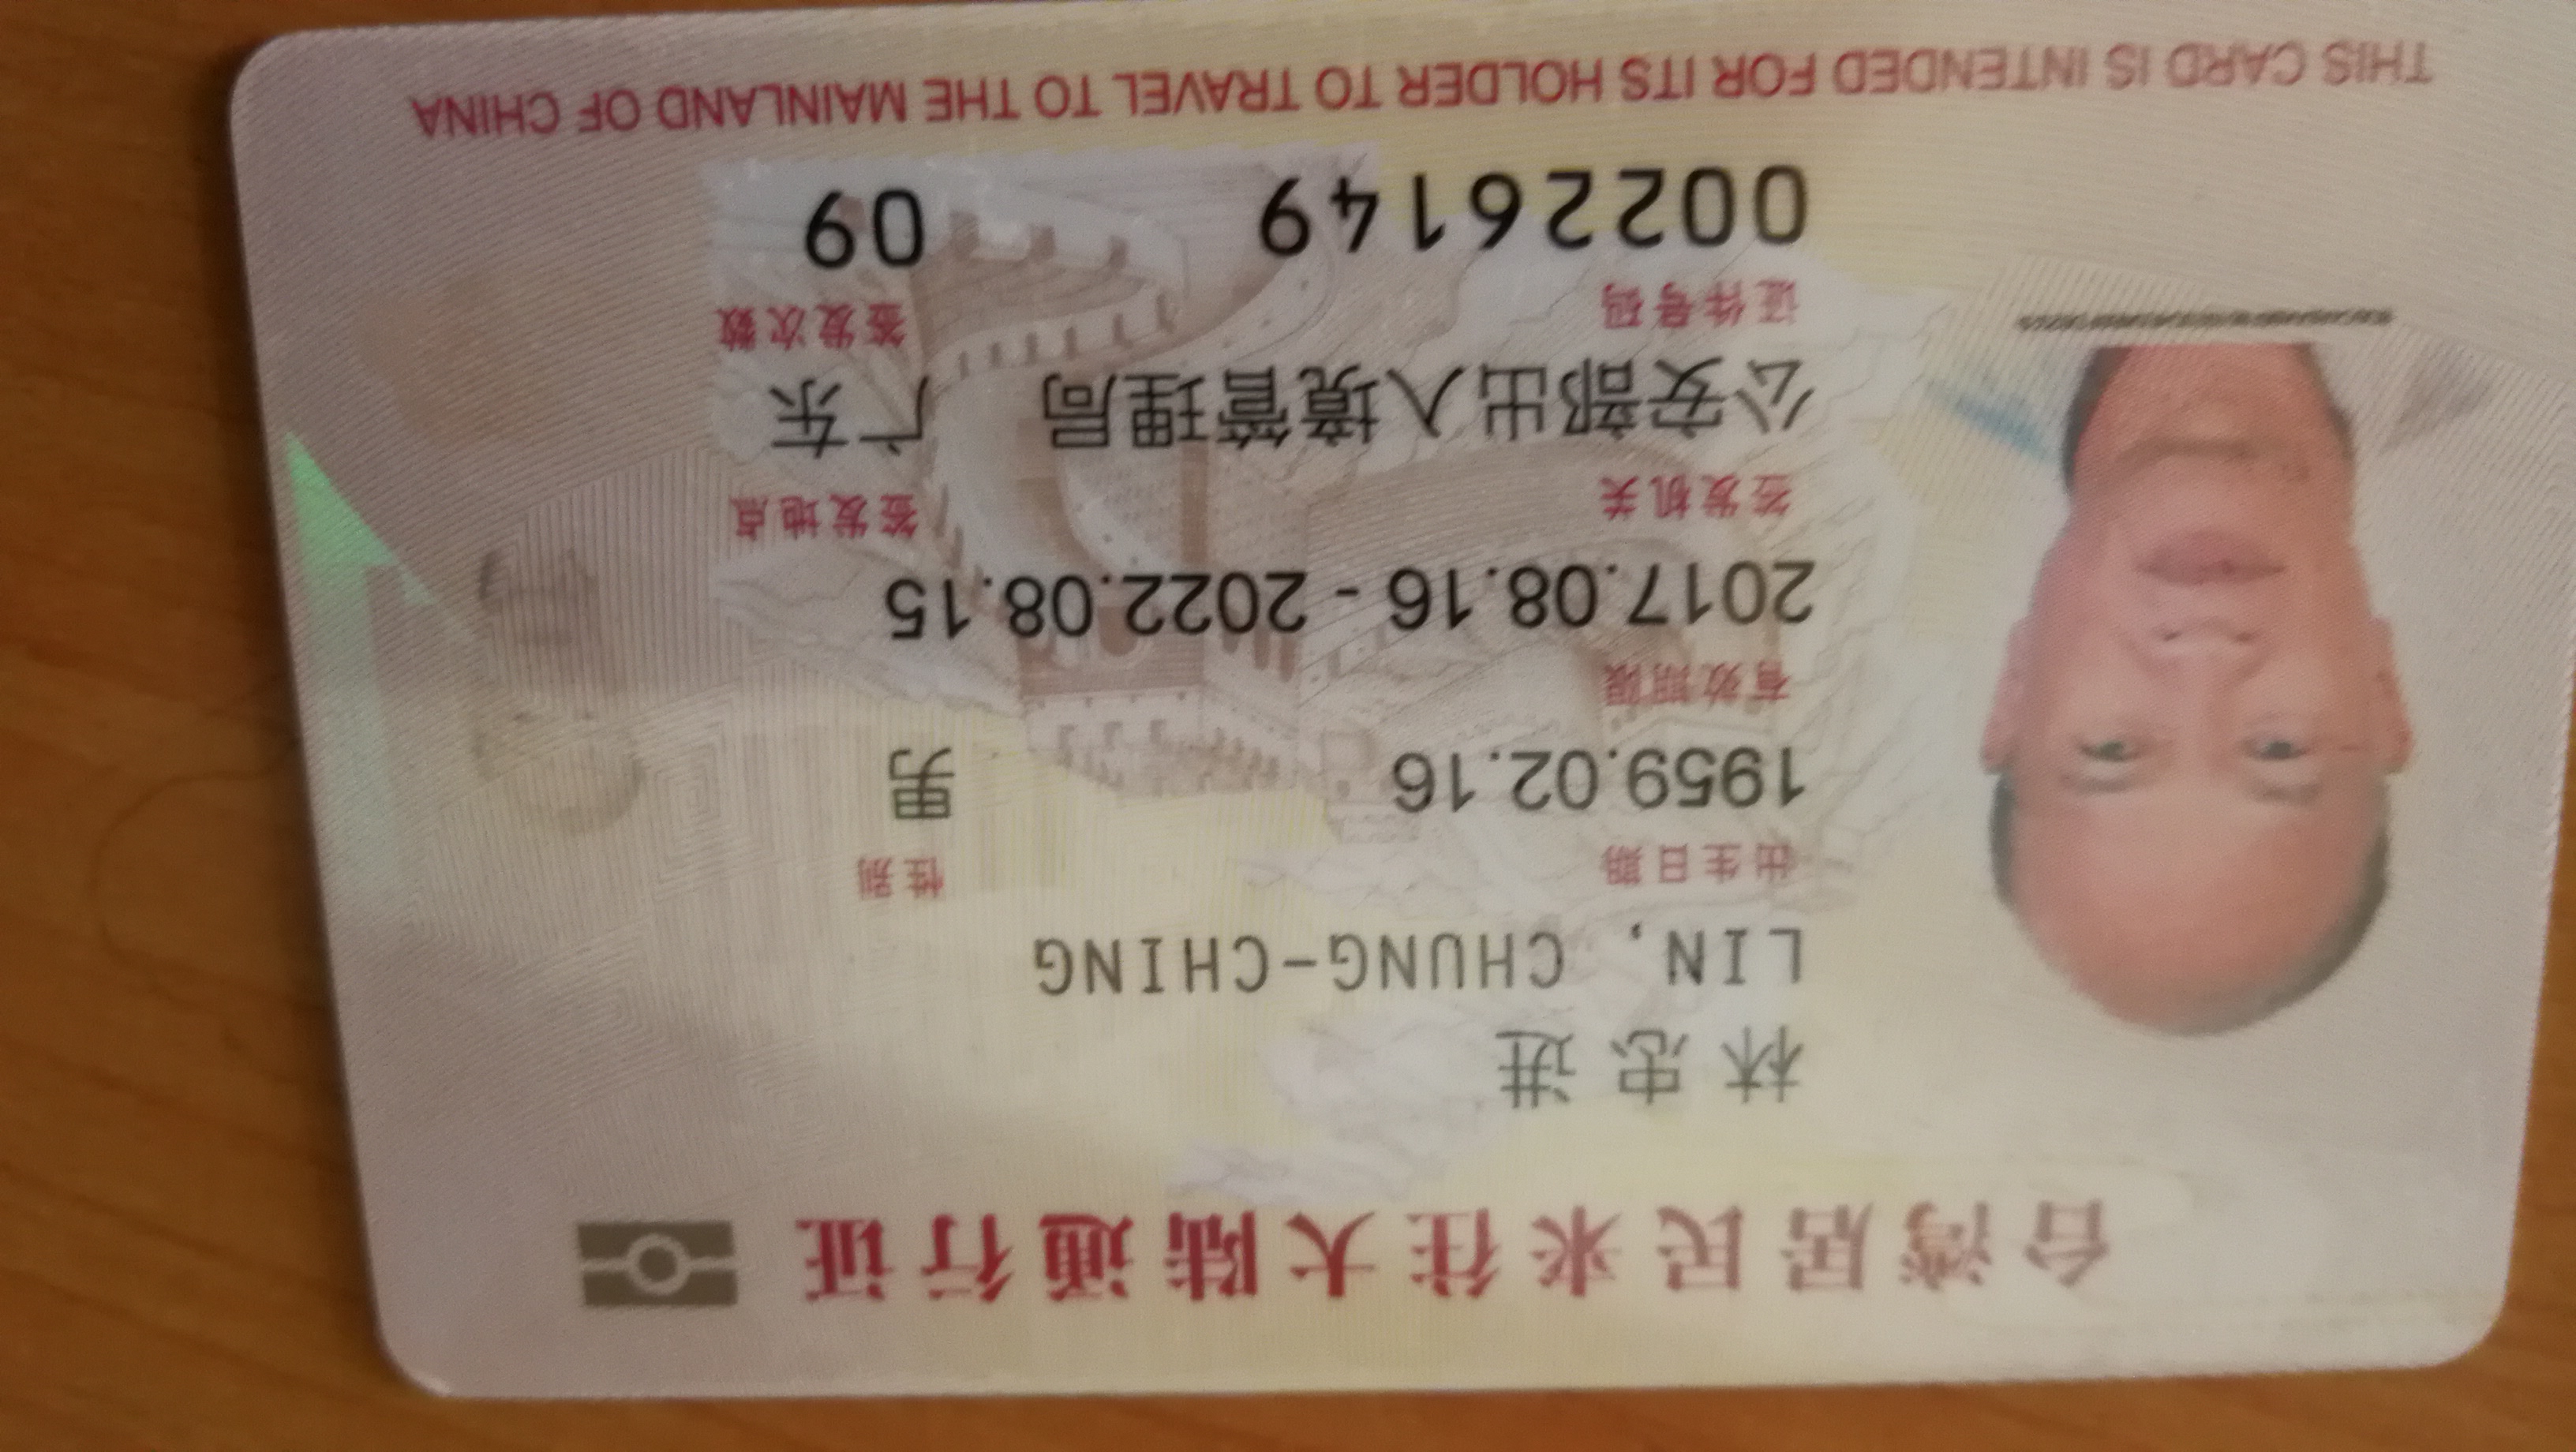 台湾居民来往大陆通行证
林忠进
LIN, CHUNG-CHING
出生日期 性别
1959.02.16 男
有效期限
2017.08.16 - 2022.08.15
签发机关 签发地点
公安部出入境管理局 广东
证件号码 签发次数
00226149 09
THIS CARD IS INTENDED FOR ITS HOLDER TO TRAVEL TO THE MAINLAND OF CHINA